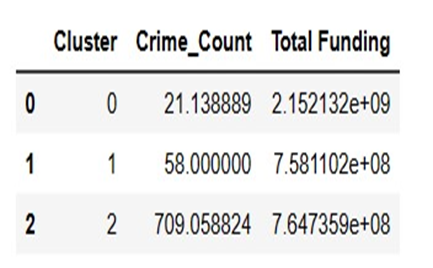 Cluster Crime_Count Total Funding
0 0 21.138889 2.152132e+09
1 1 58.000000 7.581102e+08
2 2 709.058824 7.647359e+08